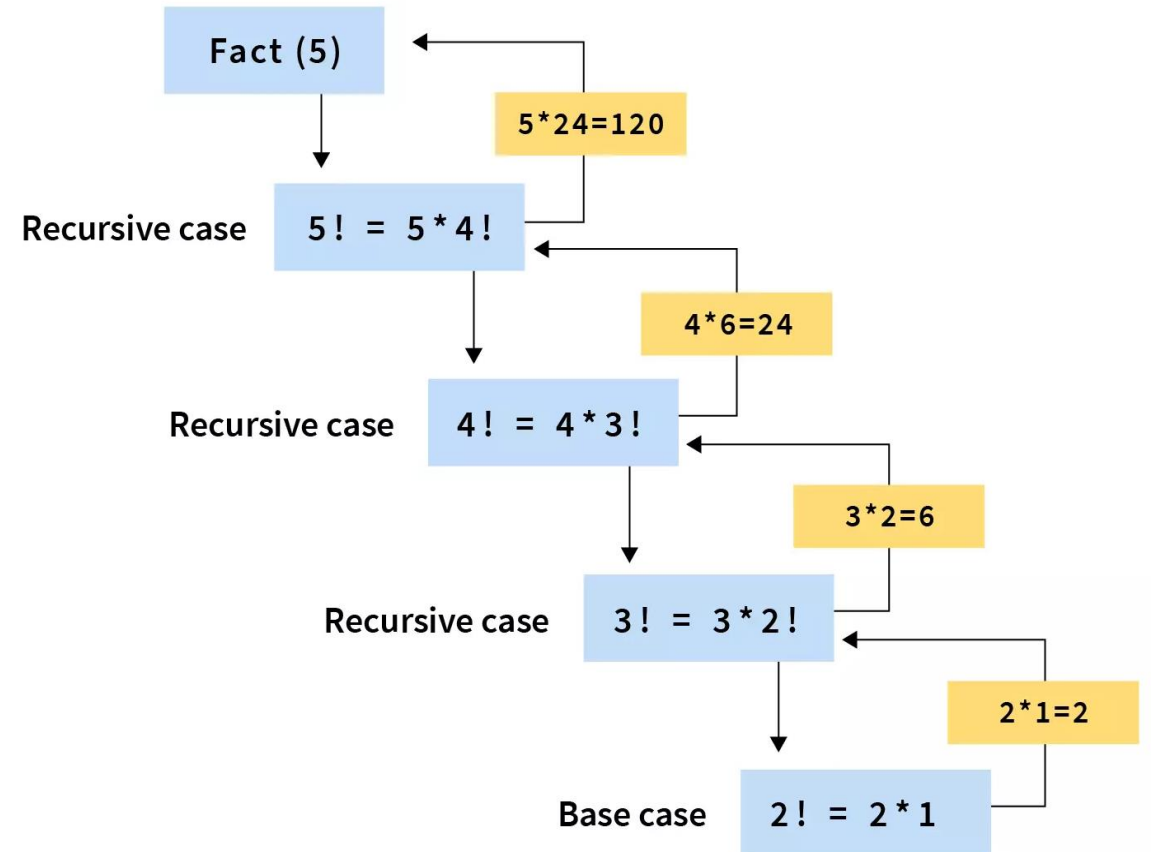 Fact (5)
5*24=120
Recursive case
5! = 5*4!
4*6=24
Recursive case
4! = 4*3!
3*2=6
Recursive case
3! = 3*2!
2*1=2
Base case
2! = 2*1